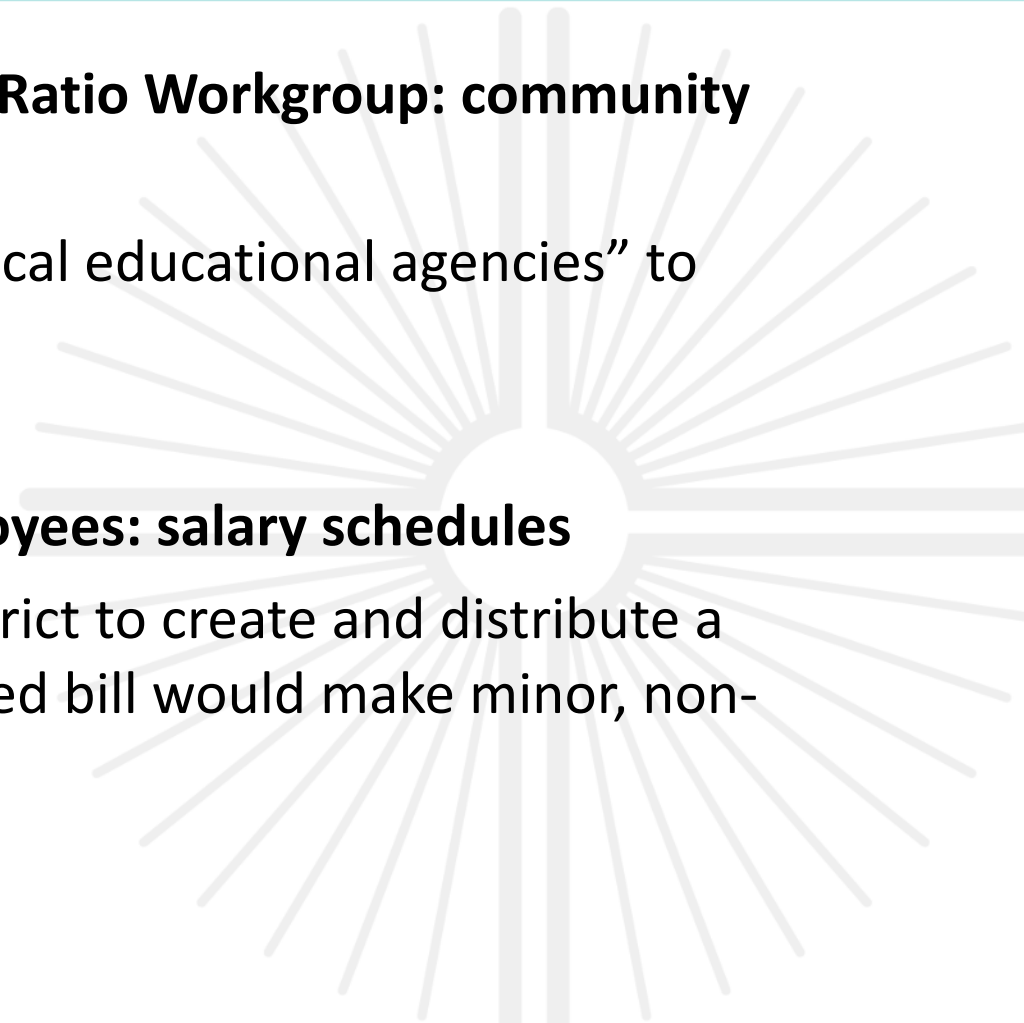 Ratio Workgroup: community
cal educational agencies” to
oyees: salary schedules
rict to create and distribute a
ed bill would make minor, non-